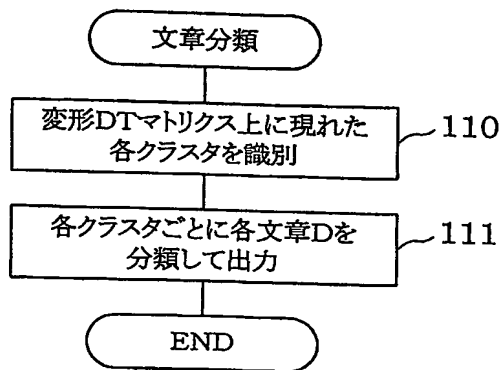 文章分類
変形DTマトリクス上に現れた
各クラスタを識別
110
各クラスタごとに各文章Dを
分類して出力
111
END